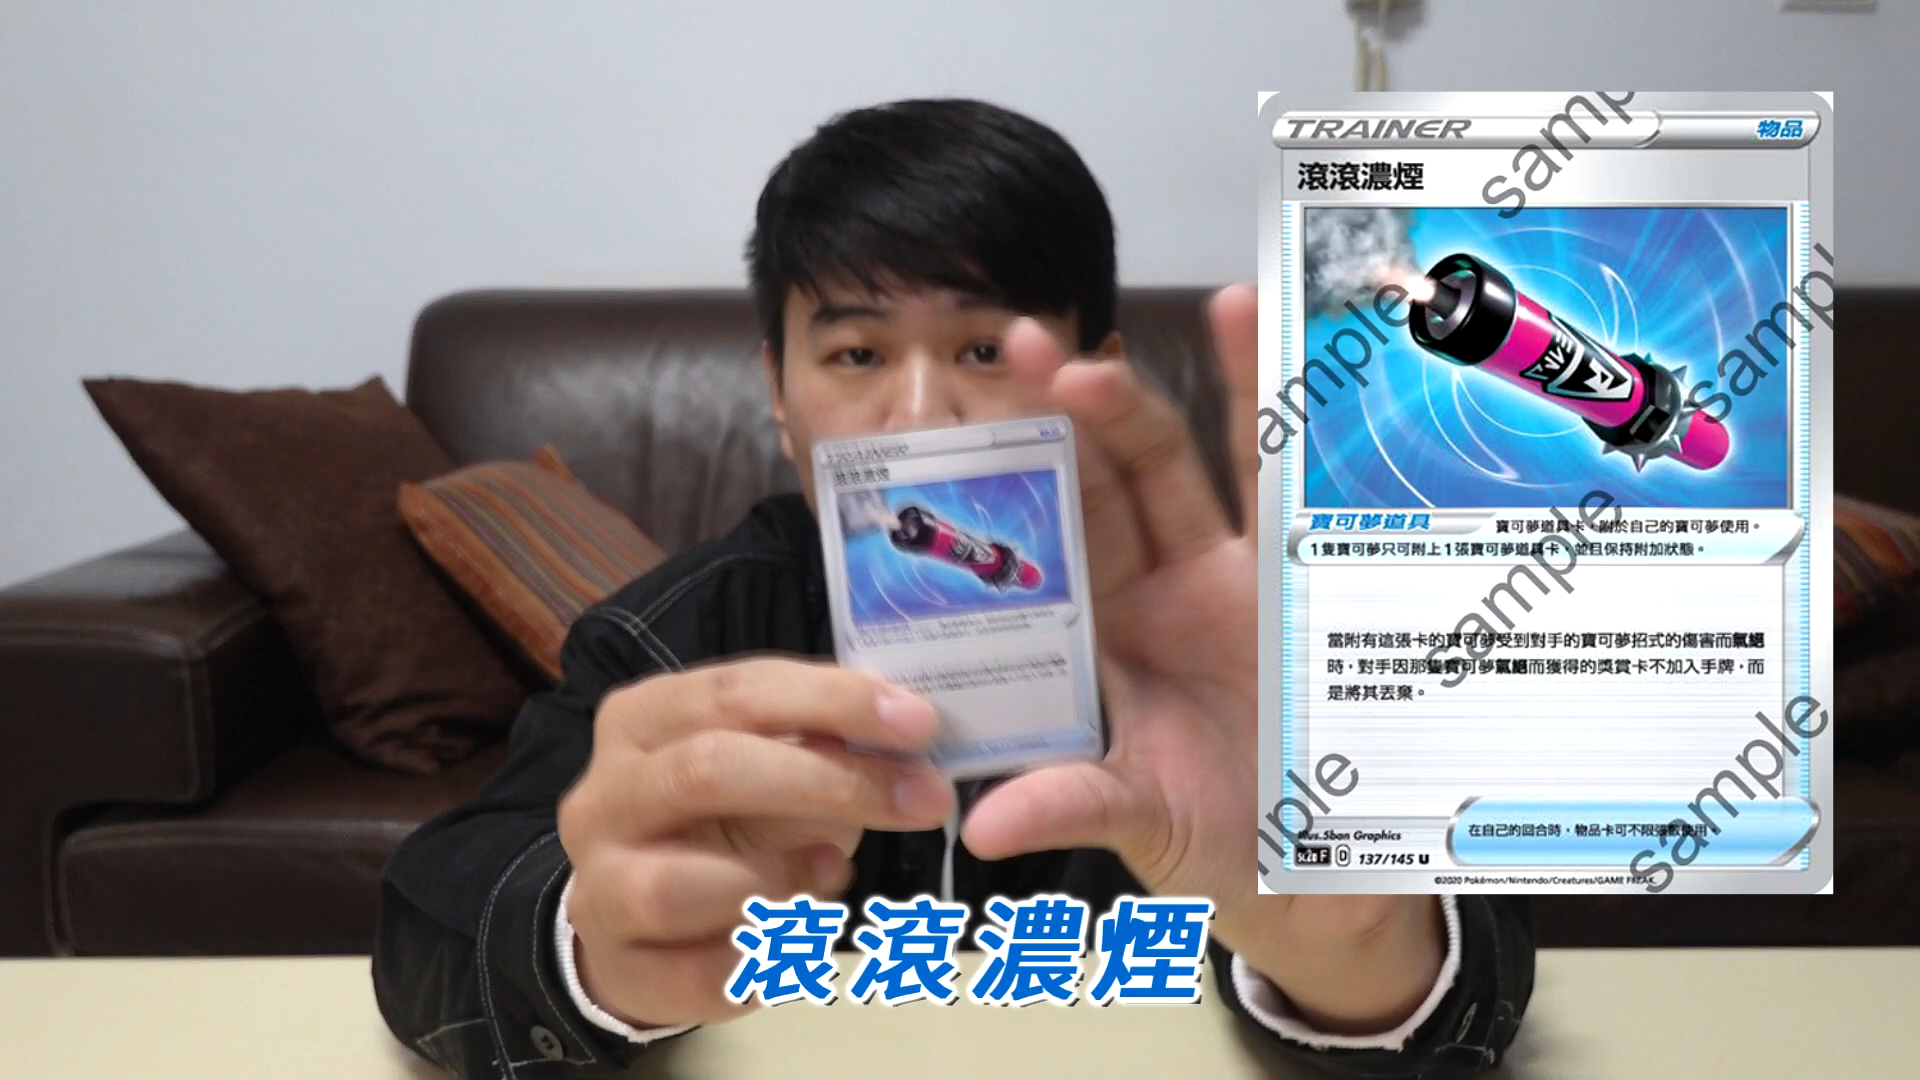 TRAINER
物品
滾滾濃煙
寶可夢道具
寶可夢道具卡，附於自己的寶可夢使用。
1隻寶可夢只可附上1張寶可夢道具卡，並且保持附加狀態。
當附有這張卡的寶可夢受到對手的寶可夢招式的傷害而氣絕
時，對手因那隻寶可夢氣絕而獲得的獎賞卡不加入手牌，而
是將其丟棄。
在自己的回合時，物品卡可不限張數使用。
Illus.5ban Graphics
sc2a F D 137/145 U
©2020 Pokémon/Nintendo/Creatures/GAME FREAK.
sample
sample
sample
sample
sample
TRAINER
滾滾濃煙
滾滾濃煙